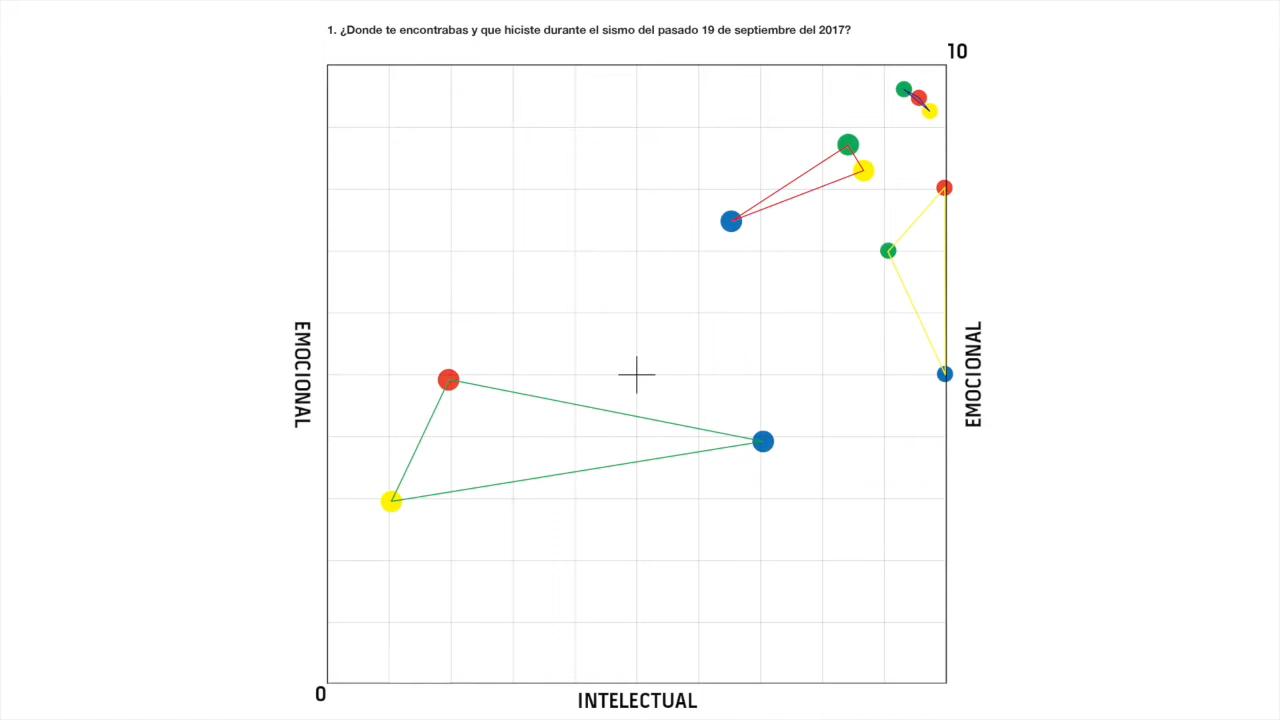 1. ¿Donde te encontrabas y que hiciste durante el sismo del pasado 19 de septiembre del 2017?
10
EMOCIONAL
EMOCIONAL
0
INTELECTUAL